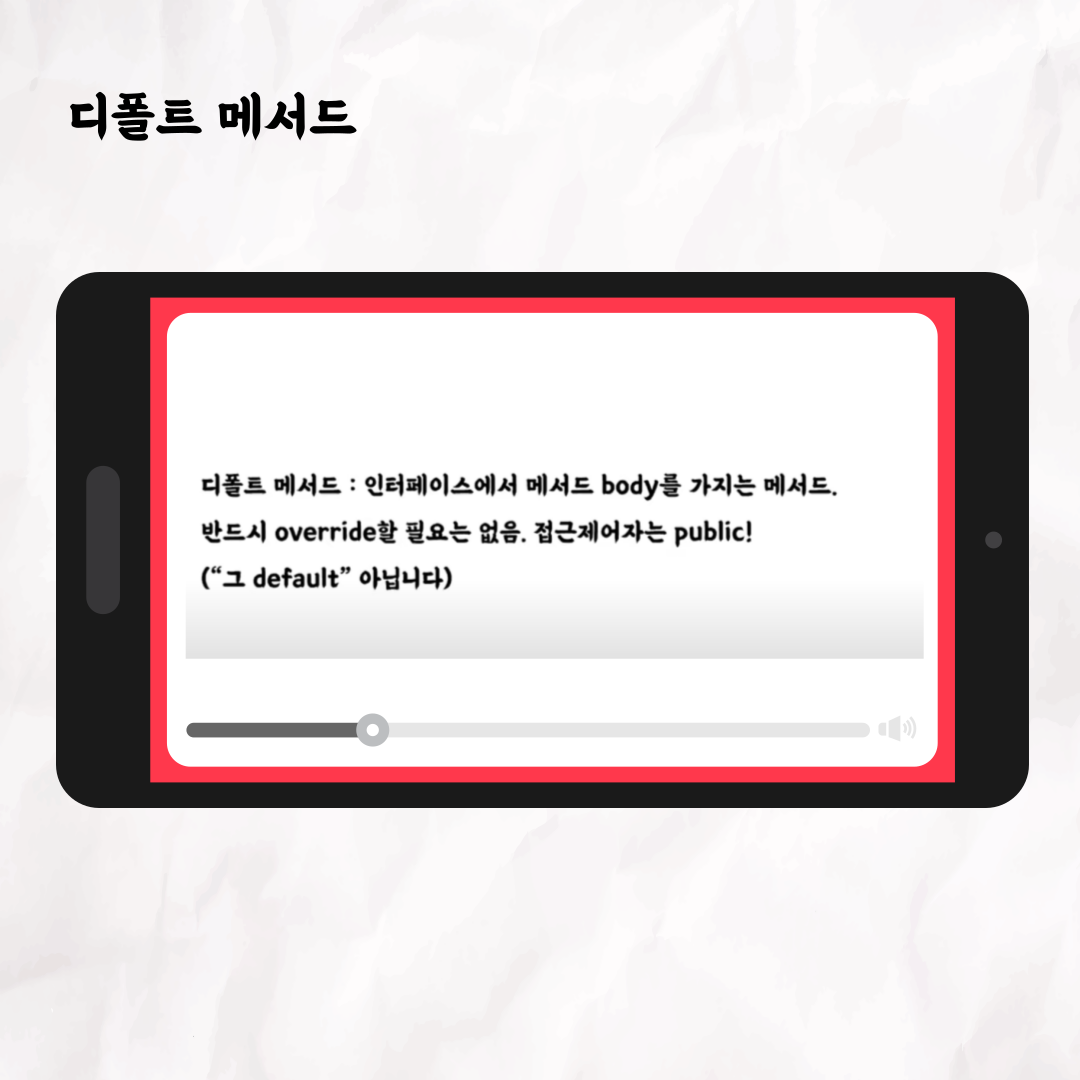 디폴트 메서드
디폴트 메서드 : 인터페이스에서 메서드 body를 가지는 메서드.
반드시 override할 필요는 없음. 접근제어자는 public!
(“그 default” 아닙니다)